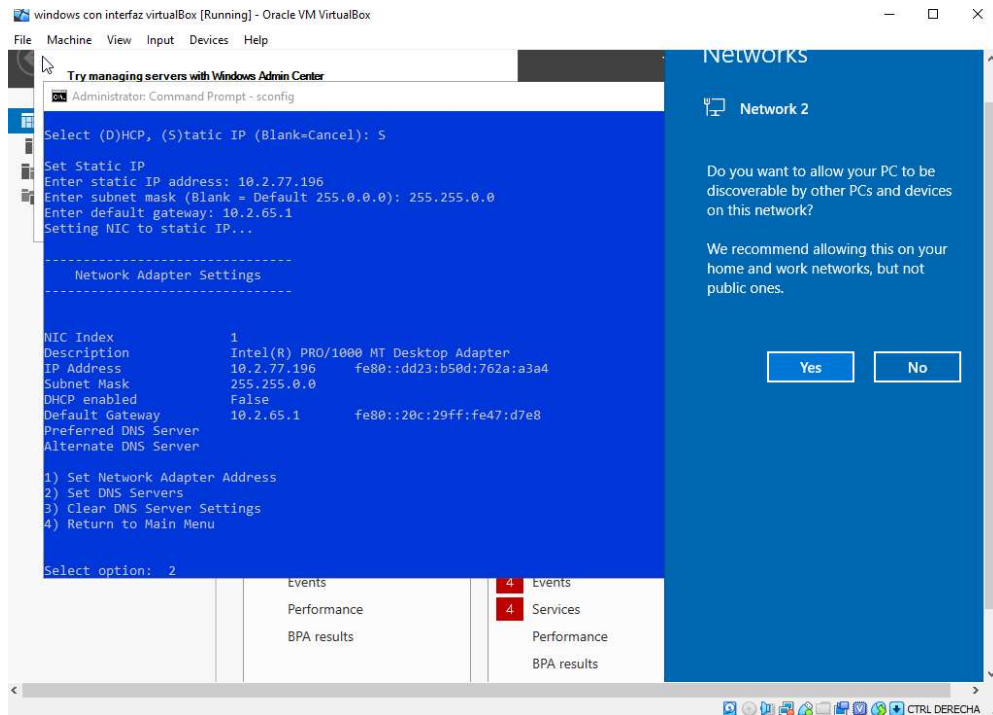 windows con interfaz virtualBox [Running] - Oracle VM VirtualBox
File Machine View Input Devices Help
Try managing servers with Windows Admin Center
Administrator: Command Prompt - sconfig
Select (D)HCP, (S)tatic IP (Blank=Cancel): S
Set Static IP
Enter static IP address: 10.2.77.196
Enter subnet mask (Blank = Default 255.0.0.0): 255.255.0.0
Enter default gateway: 10.2.65.1
Setting NIC to static IP...
--------------------------------
Network Adapter Settings
--------------------------------
NIC Index 1
Description Intel(R) PRO/1000 MT Desktop Adapter
IP Address 10.2.77.196 fe80::dd23:b50d:762a:a3a4
Subnet Mask 255.255.0.0
DHCP enabled False
Default Gateway 10.2.65.1 fe80::20c:29ff:fe47:d7e8
Preferred DNS Server
Alternate DNS Server
1) Set Network Adapter Address
2) Set DNS Servers
3) Clear DNS Server Settings
4) Return to Main Menu
Select option: 2
Networks
Network 2
Do you want to allow your PC to be
discoverable by other PCs and devices
on this network?
We recommend allowing this on your
home and work networks, but not
public ones.
Yes No
Events 4 Events
Performance 4 Services
BPA results Performance
BPA results
CTRL DERECHA